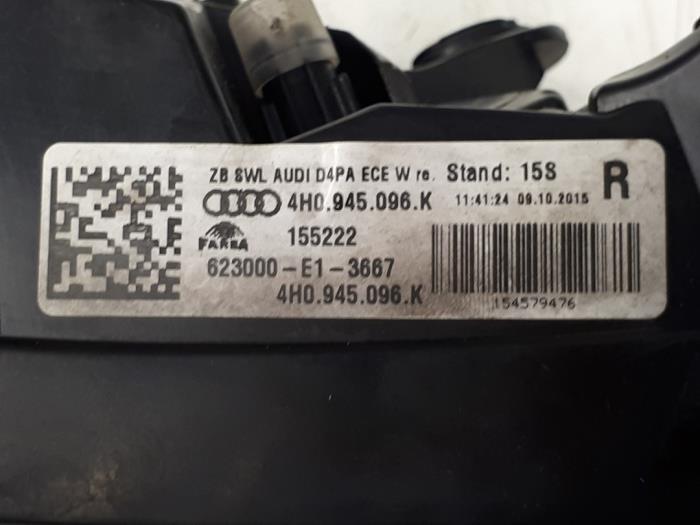 ZB SWL AUDI D4PA ECE W re. Stand: 15S
4H0.945.096.K 11:41:24 09.10.2015 R
FARBA 155222
623000-E1-3667
4H0.945.096.K
154579476